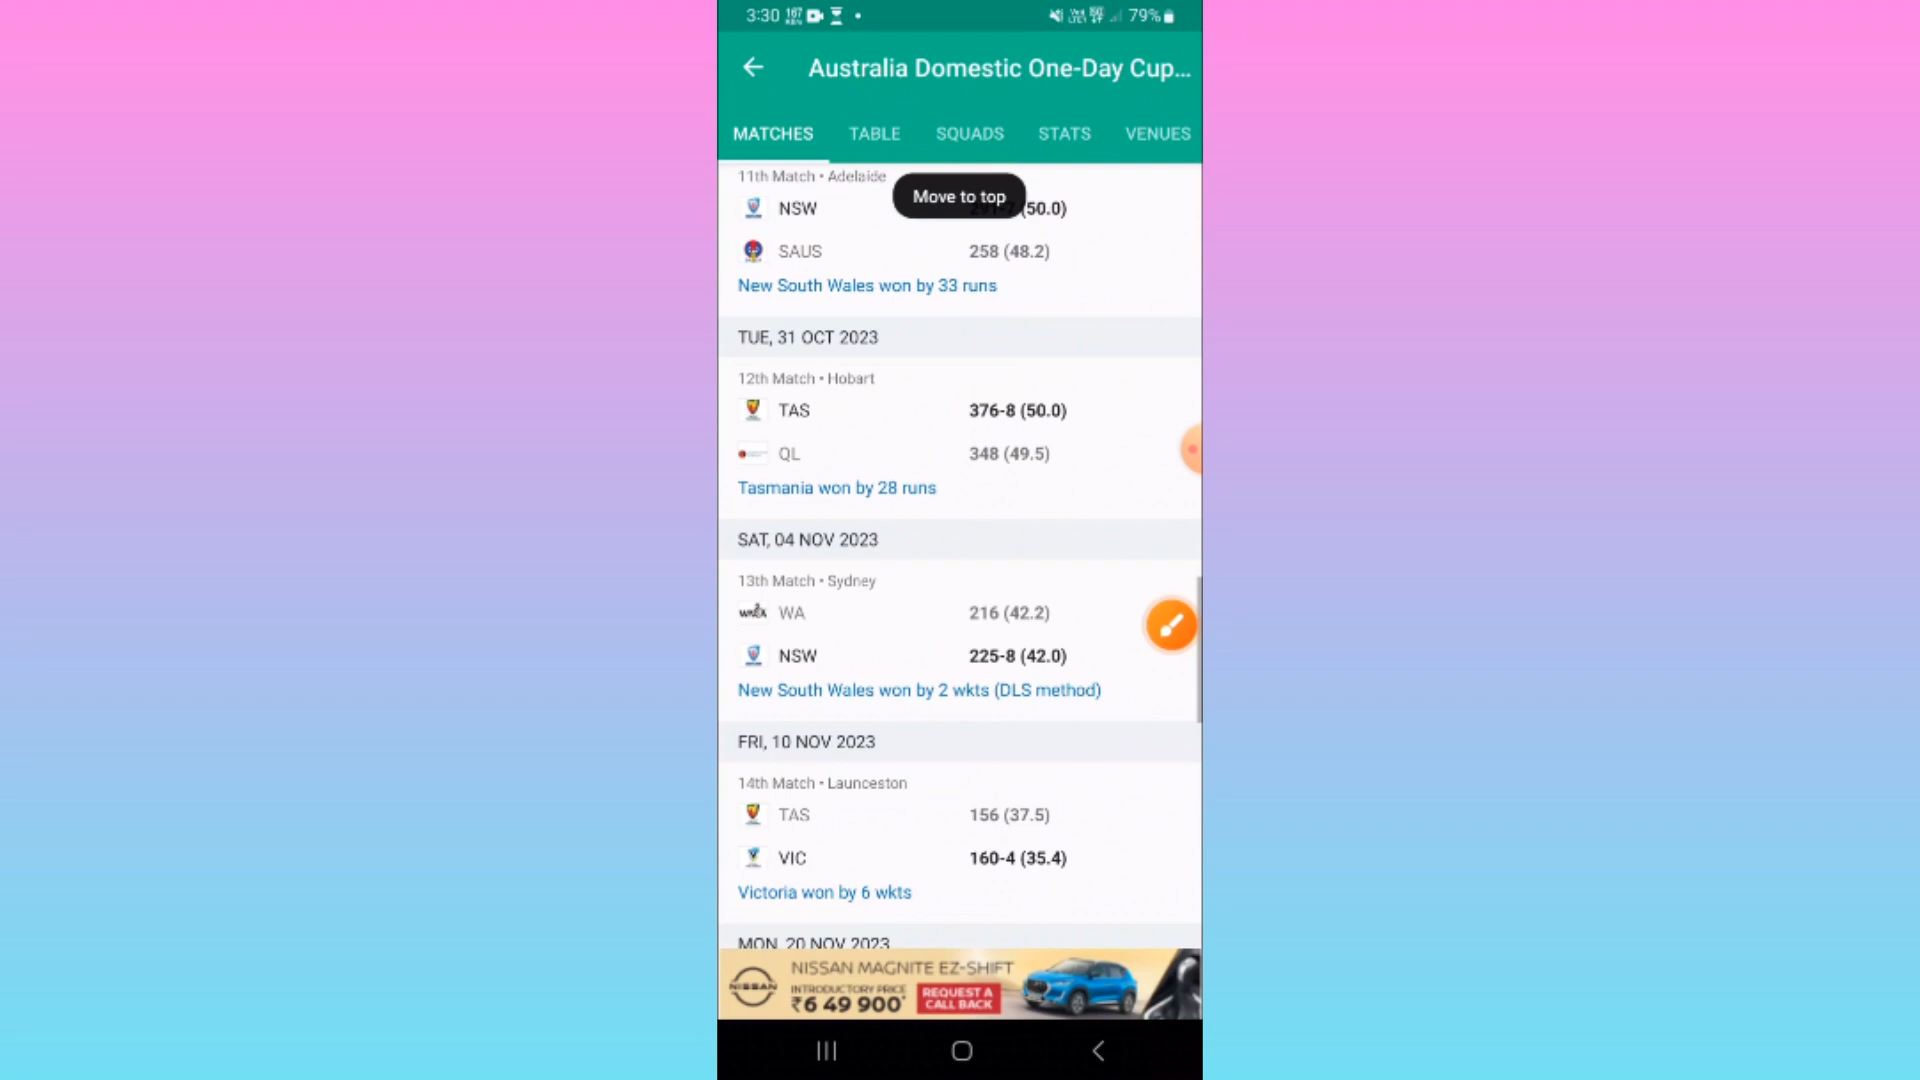 3:30 79%
Australia Domestic One-Day Cup...
MATCHES TABLE SQUADS STATS VENUES
11th Match • Adelaide
Move to top
NSW (50.0)
SAUS 258 (48.2)
New South Wales won by 33 runs
TUE, 31 OCT 2023
12th Match • Hobart
TAS 376-8 (50.0)
QL 348 (49.5)
Tasmania won by 28 runs
SAT, 04 NOV 2023
13th Match • Sydney
WA 216 (42.2)
NSW 225-8 (42.0)
New South Wales won by 2 wkts (DLS method)
FRI, 10 NOV 2023
14th Match • Launceston
TAS 156 (37.5)
VIC 160-4 (35.4)
Victoria won by 6 wkts
MON, 20 NOV 2023
NISSAN MAGNITE EZ-SHIFT
NISSAN INTRODUCTORY PRICE REQUEST A
₹6 49 900* CALL BACK